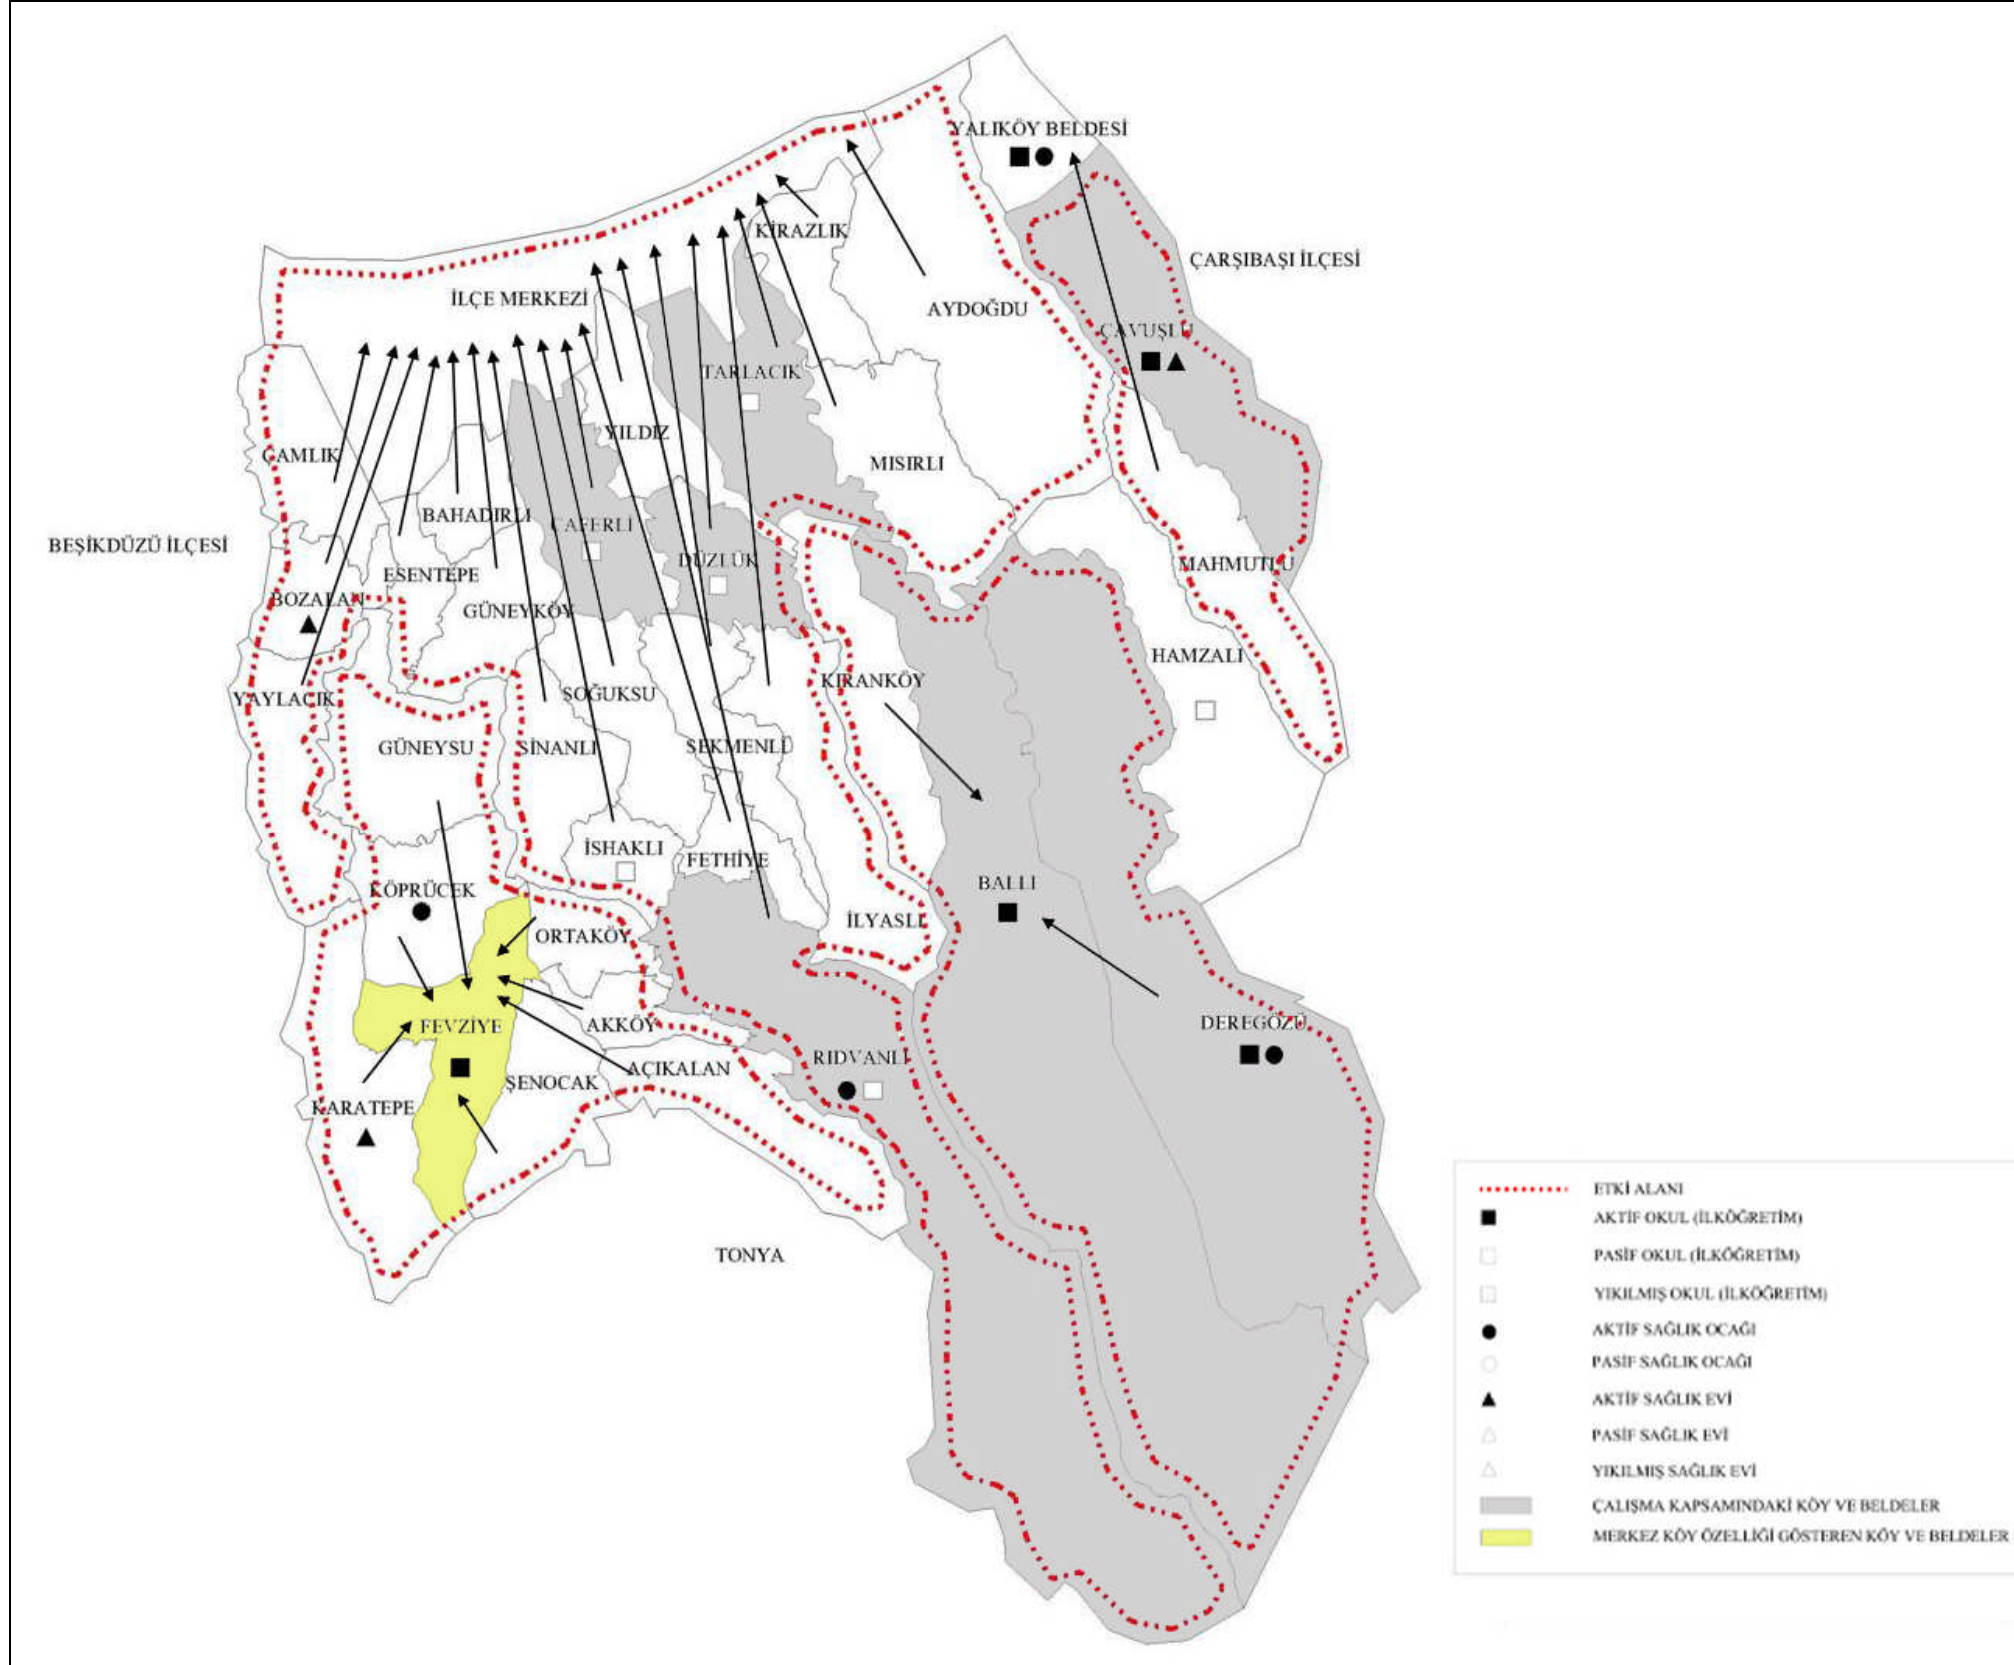 YALIKÖY BELDESİ
KİRAZLIK
ÇARŞIBAŞI İLÇESİ
İLÇE MERKEZİ
AYDOĞDU
ÇAVUŞLU
TARLACIK
YILDIZ
ÇAMLIK
MISIRLI
BAHADIRLI
CAFERLİ
BEŞİKDÜZÜ İLÇESİ
DÜZLÜK
MAHMUTLU
ESENTEPE
BOZALAN
GÜNEYKÖY
HAMZALI
KIRANKÖY
SOĞUKSU
YAYLACIK
GÜNEYSU
SİNANLI
SEKMENLİ
İSHAKLI
FETHİYE
BALLI
KÖPRÜCEK
İLYASLI
ORTAKÖY
DEREGÖZÜ
FEVZİYE
AKKÖY
RIDVANLI
AÇIKALAN
ŞENOCAK
KARATEPE
TONYA
ETKİ ALANI
AKTİF OKUL (İLKÖĞRETİM)
PASİF OKUL (İLKÖĞRETİM)
YIKILMIŞ OKUL (İLKÖĞRETİM)
AKTİF SAĞLIK OCAĞI
PASİF SAĞLIK OCAĞI
AKTİF SAĞLIK EVİ
PASİF SAĞLIK EVİ
YIKILMIŞ SAĞLIK EVİ
ÇALIŞMA KAPSAMINDAKİ KÖY VE BELDELER
MERKEZ KÖY ÖZELLİĞİ GÖSTEREN KÖY VE BELDELER